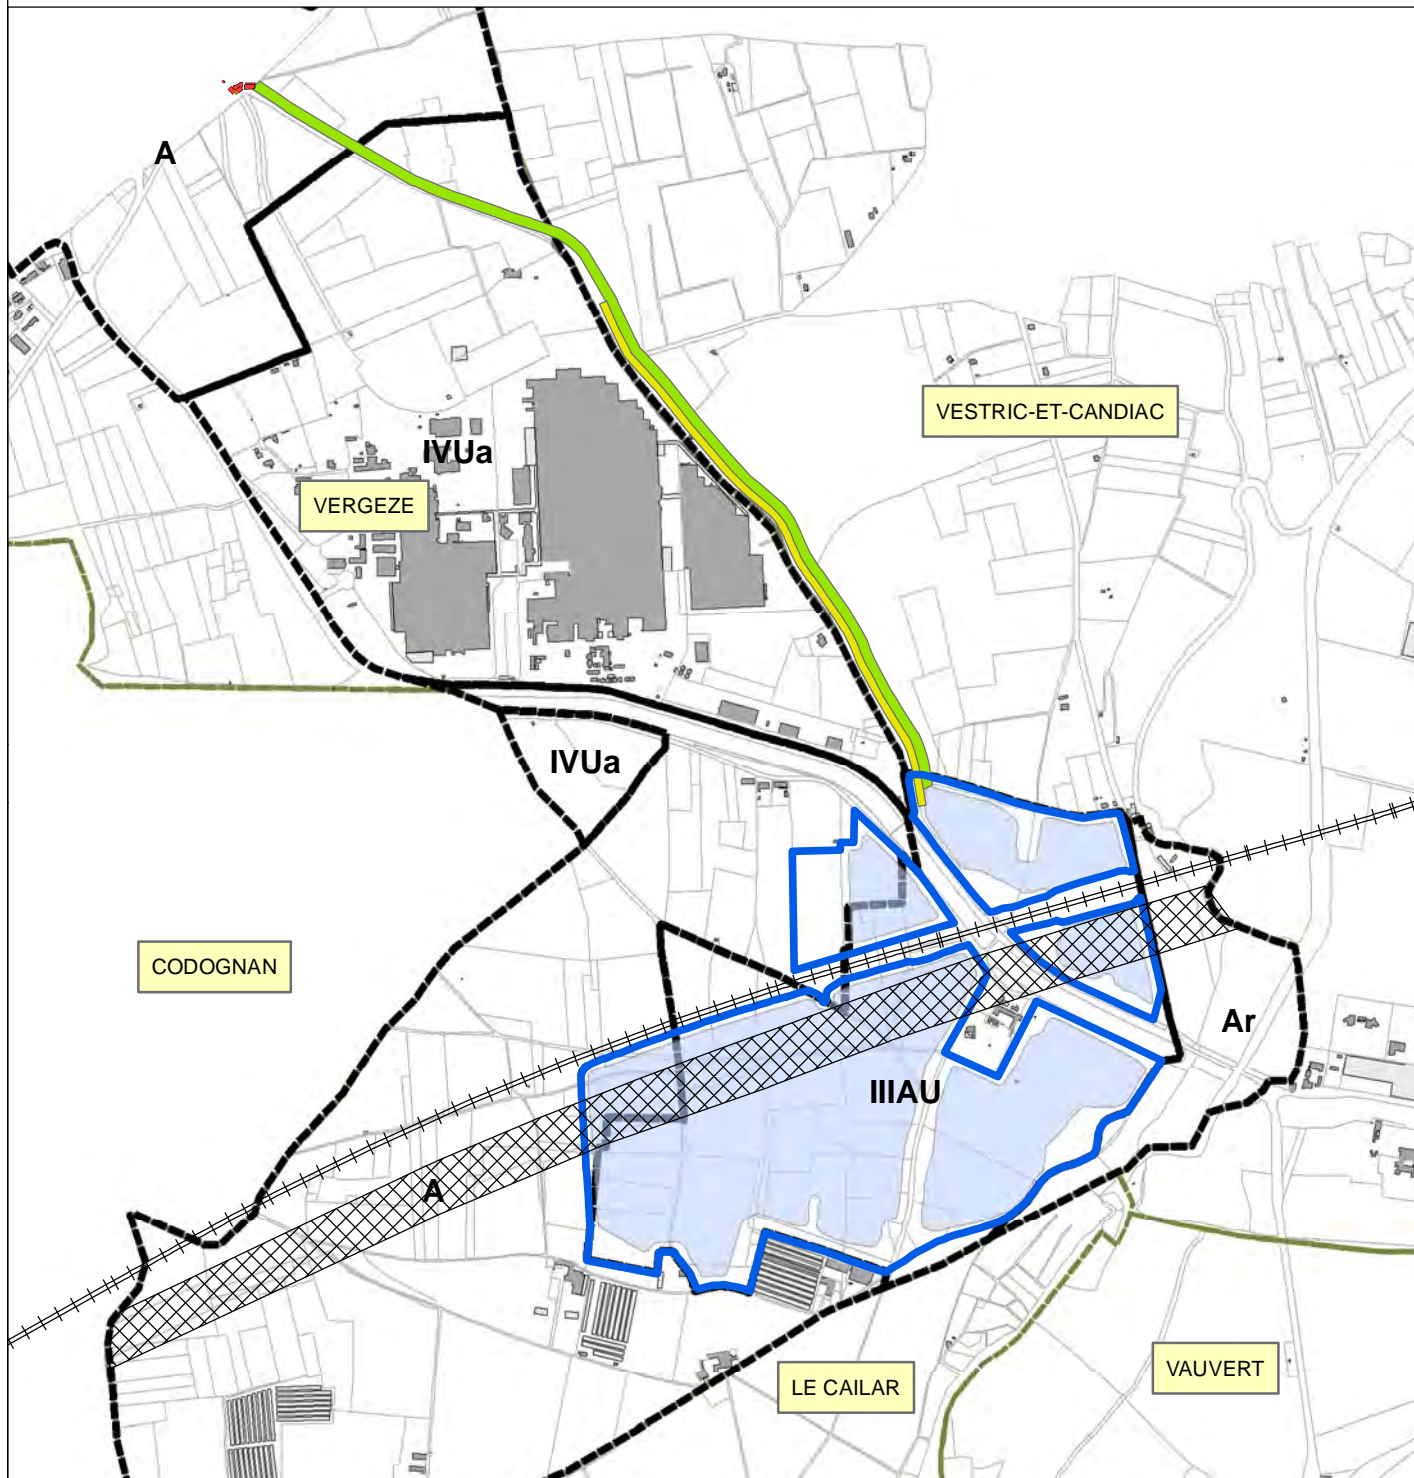 A
VESTRIC-ET-CANDIAC
IVUa
VERGEZE
IVUa
CODOGNAN
Ar
IIIAU
A
VAUVERT
LE CAILAR